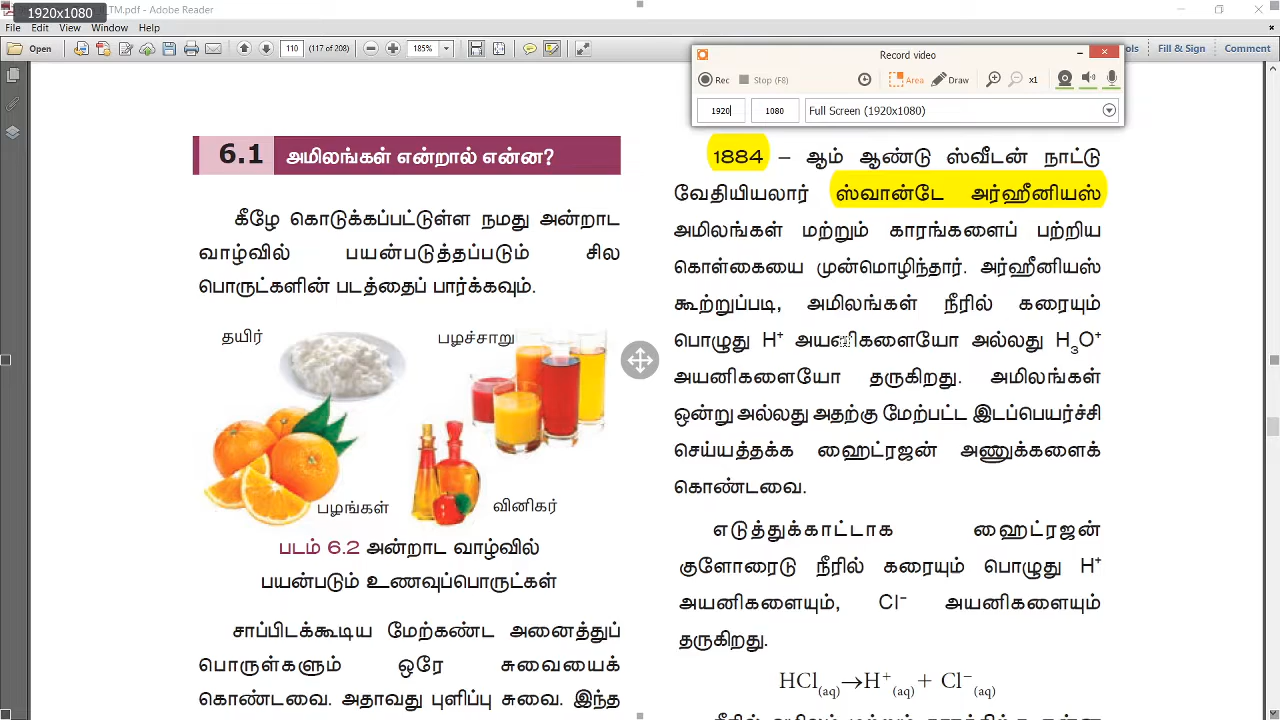 1920x1080
_TM.pdf - Adobe Reader
File Edit View Window Help
Open
110
(117 of 208)
185%
Fill & Sign
Comment
Record video
Rec
Stop (F8)
Area
Draw
x1
1920
1080
Full Screen (1920x1080)
6.1 அமிலங்கள் என்றால் என்ன?
கீழே கொடுக்கப்பட்டுள்ள நமது அன்றாட
வாழ்வில் பயன்படுத்தப்படும் சில
பொருட்களின் படத்தைப் பார்க்கவும்.
தயிர்
பழச்சாறு
பழங்கள்
வினிகர்
படம் 6.2 அன்றாட வாழ்வில்
பயன்படும் உணவுப்பொருட்கள்
சாப்பிடக்கூடிய மேற்கண்ட அனைத்துப்
பொருள்களும் ஒரே சுவையைக்
கொண்டவை. அதாவது புளிப்பு சுவை. இந்த
1884 – ஆம் ஆண்டு ஸ்வீடன் நாட்டு
வேதியியலார் ஸ்வான்டே அர்ஹீனியஸ்
அமிலங்கள் மற்றும் காரங்களைப் பற்றிய
கொள்கையை முன்மொழிந்தார். அர்ஹீனியஸ்
கூற்றுப்படி, அமிலங்கள் நீரில் கரையும்
பொழுது H⁺ அயனிகளையோ அல்லது H₃O⁺
அயனிகளையோ தருகிறது. அமிலங்கள்
ஒன்று அல்லது அதற்கு மேற்பட்ட இடப்பெயர்ச்சி
செய்யத்தக்க ஹைட்ரஜன் அணுக்களைக்
கொண்டவை.
எடுத்துக்காட்டாக ஹைட்ரஜன்
குளோரைடு நீரில் கரையும் பொழுது H⁺
அயனிகளையும், Cl⁻ அயனிகளையும்
தருகிறது.
HCl(aq)→H⁺(aq)+ Cl⁻(aq)